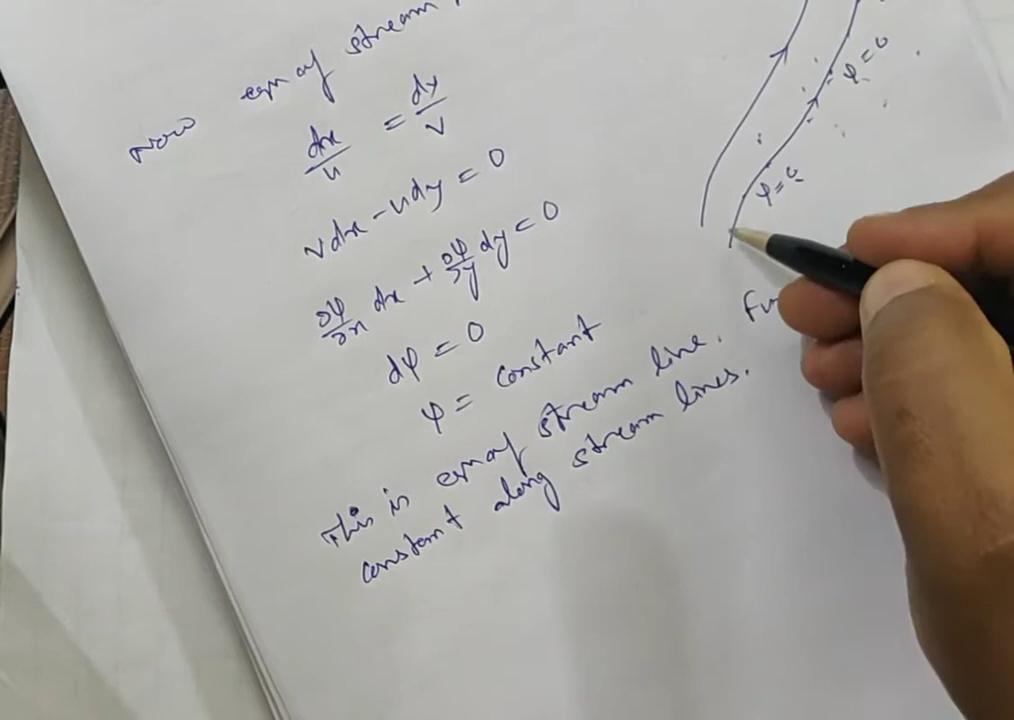 Now eqn of stream
dx/u = dy/v
vdx - udy = 0
∂ψ/∂x dx + ∂ψ/∂y dy = 0
dψ = 0
ψ = constant
This is eqn of stream line. Fu
constant along stream lines.
ψ = c
ψ = c